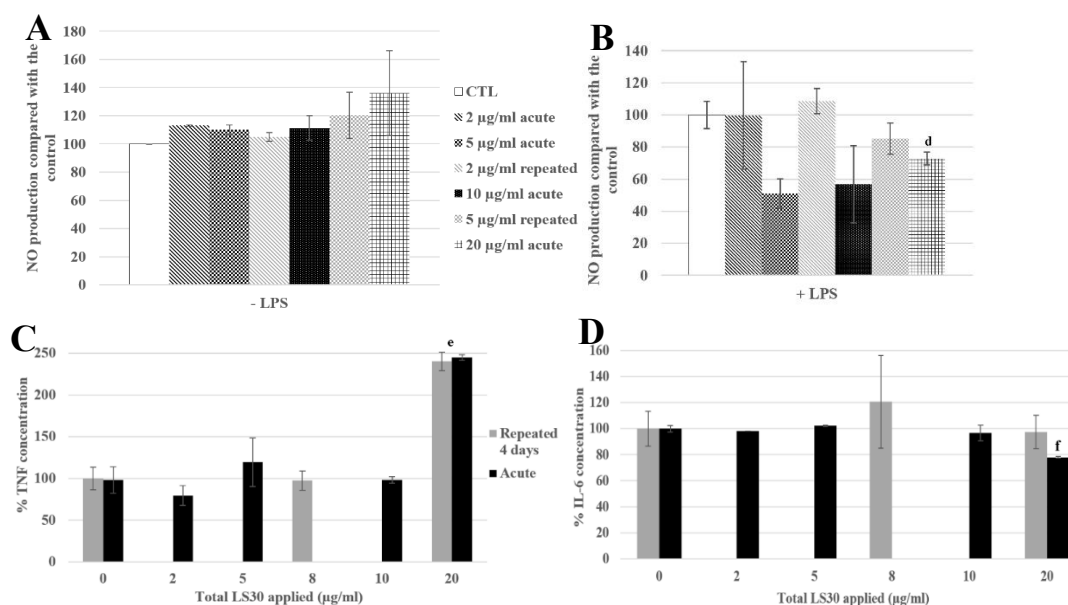 A
NO production compared with the
control
180
160
140
120
100
80
60
40
20
0
- LPS
CTL
2 µg/ml acute
5 µg/ml acute
2 µg/ml repeated
10 µg/ml acute
5 µg/ml repeated
20 µg/ml acute
B
NO production compared with the
control
140
120
100
80
60
40
20
0
d
+ LPS
C
% TNF concentration
250
200
150
100
50
0
e
0 2 5 8 10 20
Total LS30 applied (µg/ml)
Repeated
4 days
Acute
D
% IL-6 concentration
160
140
120
100
80
60
40
20
0
f
0 2 5 8 10 20
Total LS30 applied (µg/ml)